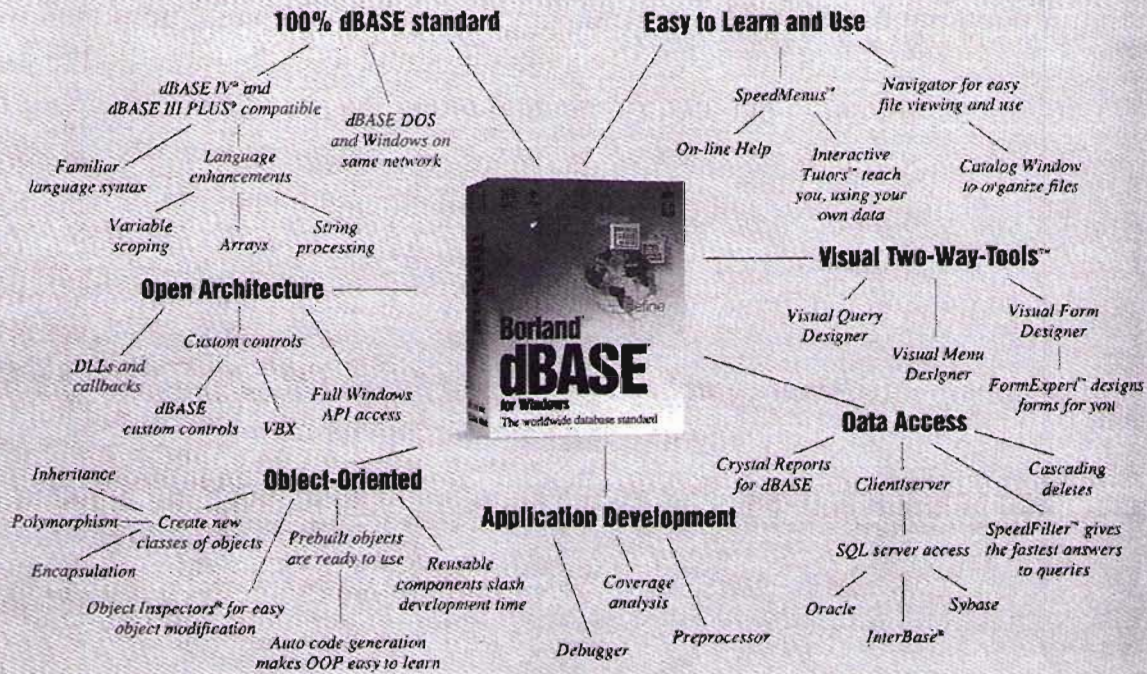 100% dBASE standard
Easy to Learn and Use
dBASE IV® and
dBASE III PLUS® compatible
dBASE DOS
and Windows on
same network
Familiar
language syntax
Language
enhancements
Variable
scoping
Arrays
String
processing
SpeedMenus™
Navigator for easy
file viewing and use
On-line Help
Interactive
Tutors™ teach
you, using your
own data
Catalog Window
to organize files
Open Architecture
Custom controls
.DLLs and
callbacks
dBASE
custom controls
VBX
Full Windows
API access
Borland®
dBASE
for Windows
The worldwide database standard
Visual Two-Way-Tools™
Visual Query
Designer
Visual Menu
Designer
Visual Form
Designer
FormExpert™ designs
forms for you
Object-Oriented
Inheritance
Polymorphism
Encapsulation
Create new
classes of objects
Prebuilt objects
are ready to use
Reusable
components slash
development time
Object Inspectors® for easy
object modification
Auto code generation
makes OOP easy to learn
Application Development
Debugger
Coverage
analysis
Preprocessor
Data Access
Crystal Reports
for dBASE
Client/server
Cascading
deletes
SQL server access
SpeedFilter™ gives
the fastest answers
to queries
Oracle
InterBase®
Sybase